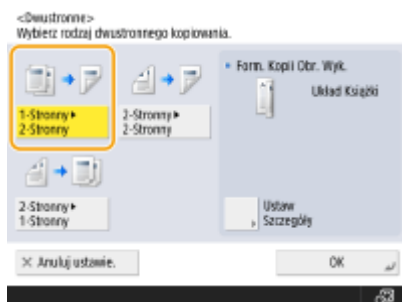 <Dwustronne>
Wybierz rodzaj dwustronnego kopiowania.
Form. Kopii Obr. Wyk.
Układ Książki
1-Stronny▸
2-Stronny
2-Stronny▸
2-Stronny
2-Stronny▸
1-Stronny
Ustaw
Szczegóły
× Anuluj ustawie.
OK